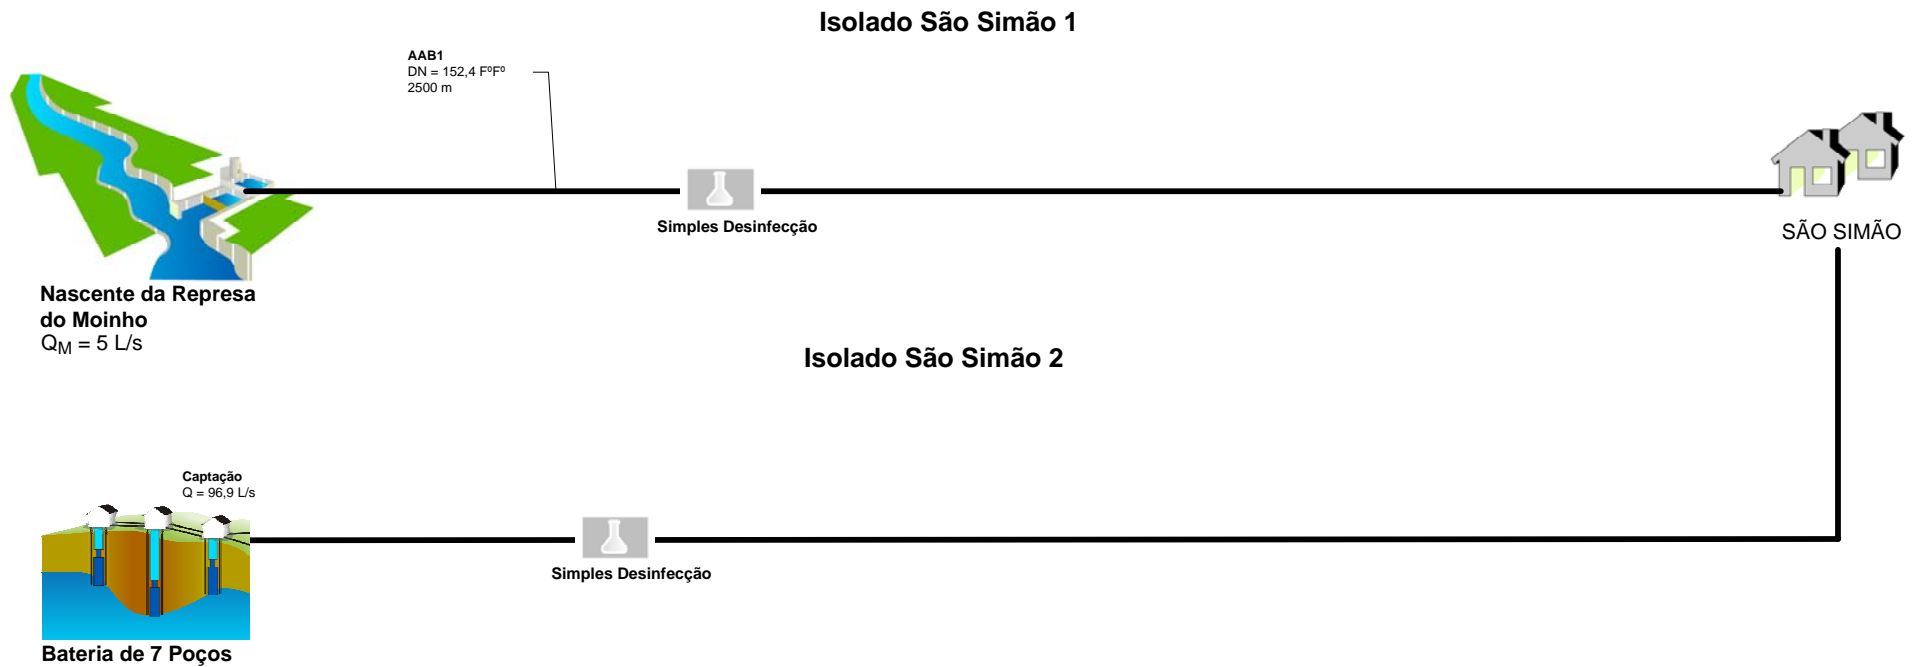 Isolado São Simão 1
AAB1
DN = 152,4 FºFº
2500 m
Simples Desinfecção
SÃO SIMÃO
Nascente da Represa
do Moinho
QM = 5 L/s
Isolado São Simão 2
Captação
Q = 96,9 L/s
Simples Desinfecção
Bateria de 7 Poços